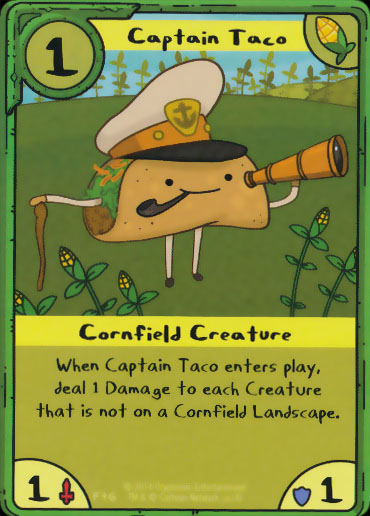 1
Captain Taco
Cornfield Creature
When Captain Taco enters play,
deal 1 Damage to each Creature
that is not on a Cornfield Landscape.
1
1